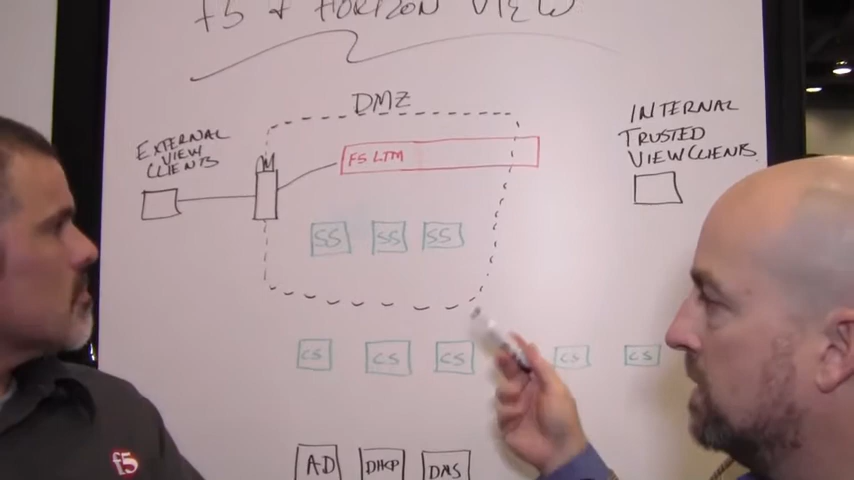 f5 & HORIZON VIEW
DMZ
EXTERNAL
VIEW
CLIENTS
INTERNAL
TRUSTED
VIEW CLIENTS
F5 LTM
SS SS SS
CS CS CS CS CS
AD DHCP DNS
f5